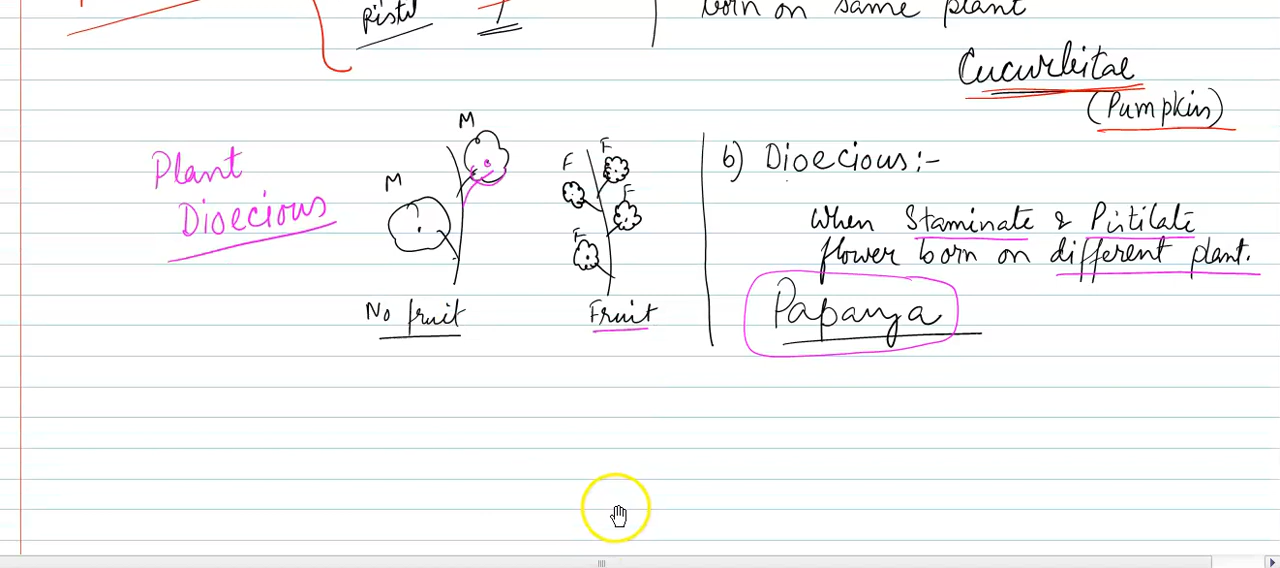 pistil
born on same plant
Cucurbitae
(Pumpkin)
Plant
Dioecious
M
M
F
F
F
F
No fruit
Fruit
b) Dioecious:-
When Staminate & Pistilate
flower born on different plant.
Papanya